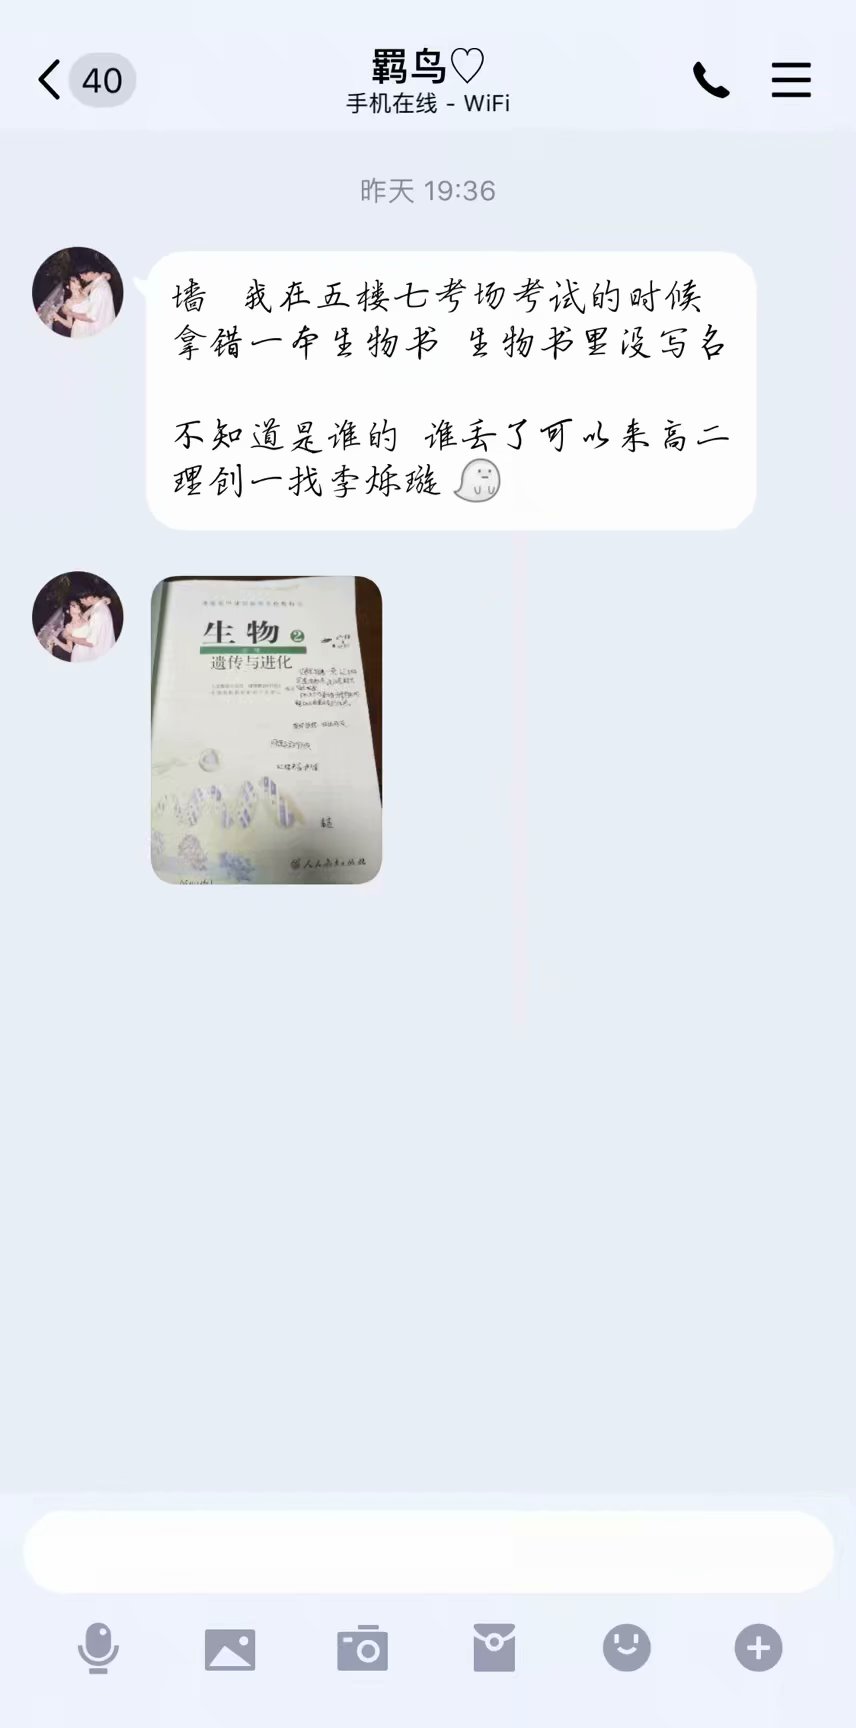 40
羁鸟♡
手机在线 - WiFi
昨天 19:36
墙 我在五楼七考场考试的时候
拿错一本生物书 生物书里没写名
不知道是谁的 谁丢了可以来高二
理创一找李烁璇
生物2
必修
遗传与进化
人民教育出版社